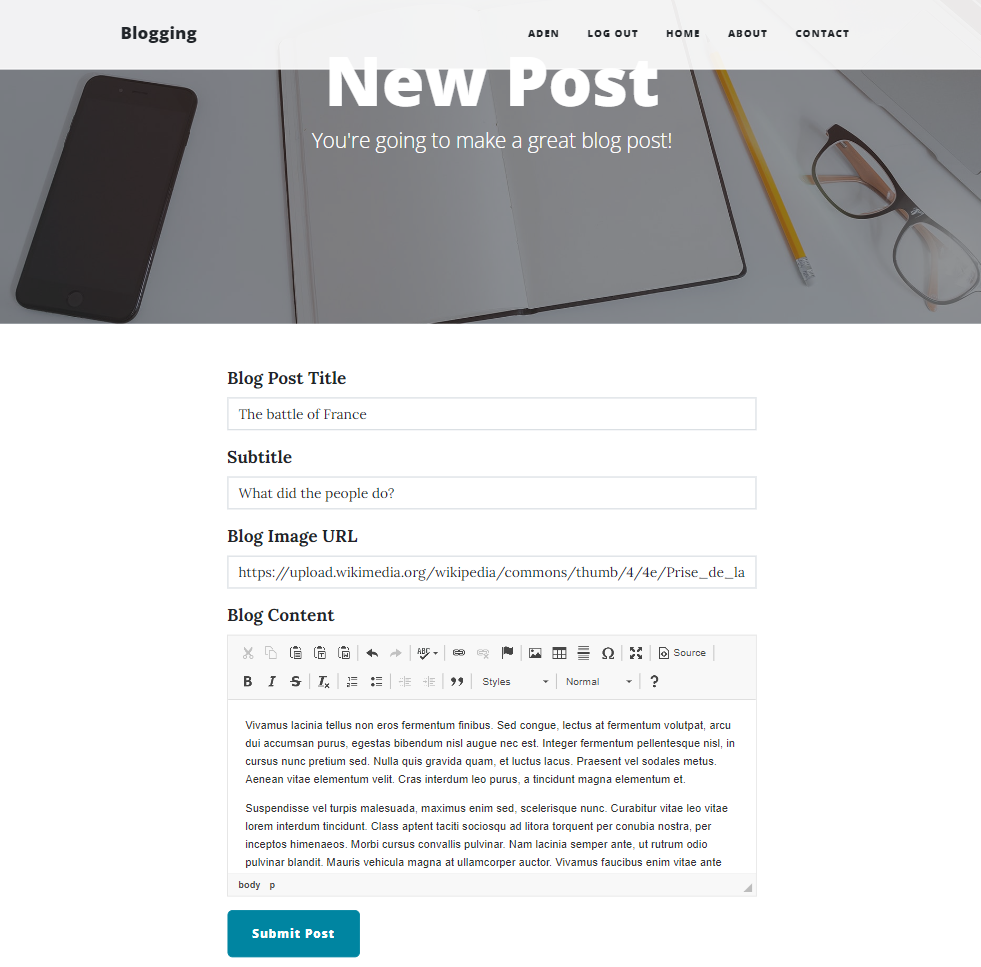 Blogging
ADEN LOG OUT HOME ABOUT CONTACT
New Post
You're going to make a great blog post!
Blog Post Title
The battle of France
Subtitle
What did the people do?
Blog Image URL
https://upload.wikimedia.org/wikipedia/commons/thumb/4/4e/Prise_de_la
Blog Content
ABC
Source
B I S Tx Styles Normal ?
Vivamus lacinia tellus non eros fermentum finibus. Sed congue, lectus at fermentum volutpat, arcu
dui accumsan purus, egestas bibendum nisl augue nec est. Integer fermentum pellentesque nisl, in
cursus nunc pretium sed. Nulla quis gravida quam, et luctus lacus. Praesent vel sodales metus.
Aenean vitae elementum velit. Cras interdum leo purus, a tincidunt magna elementum et.
Suspendisse vel turpis malesuada, maximus enim sed, scelerisque nunc. Curabitur vitae leo vitae
lorem interdum tincidunt. Class aptent taciti sociosqu ad litora torquent per conubia nostra, per
inceptos himenaeos. Morbi cursus convallis pulvinar. Nam lacinia semper ante, ut rutrum odio
pulvinar blandit. Mauris vehicula magna at ullamcorper auctor. Vivamus faucibus enim vitae ante
body p
Submit Post